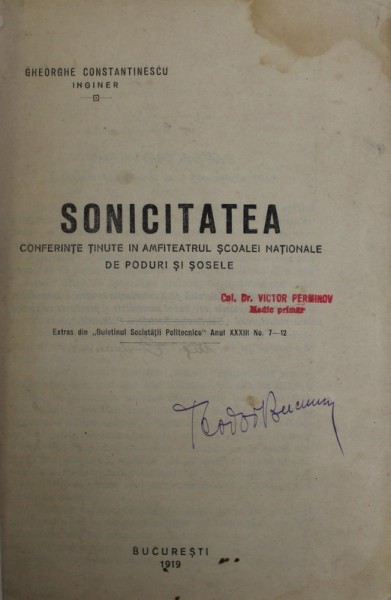 GHEORGHE CONSTANTINESCU
INGINER
SONICITATEA
CONFERINȚE ȚINUTE IN AMFITEATRUL ȘCOALEI NAȚIONALE
DE PODURI ȘI ȘOSELE
Col. Dr. VICTOR PERMINOV
Medic primar
Extras din „Buletinul Societății Politecnice" Anul XXXIII No. 7—12
Teodor
BUCUREȘTI
1919